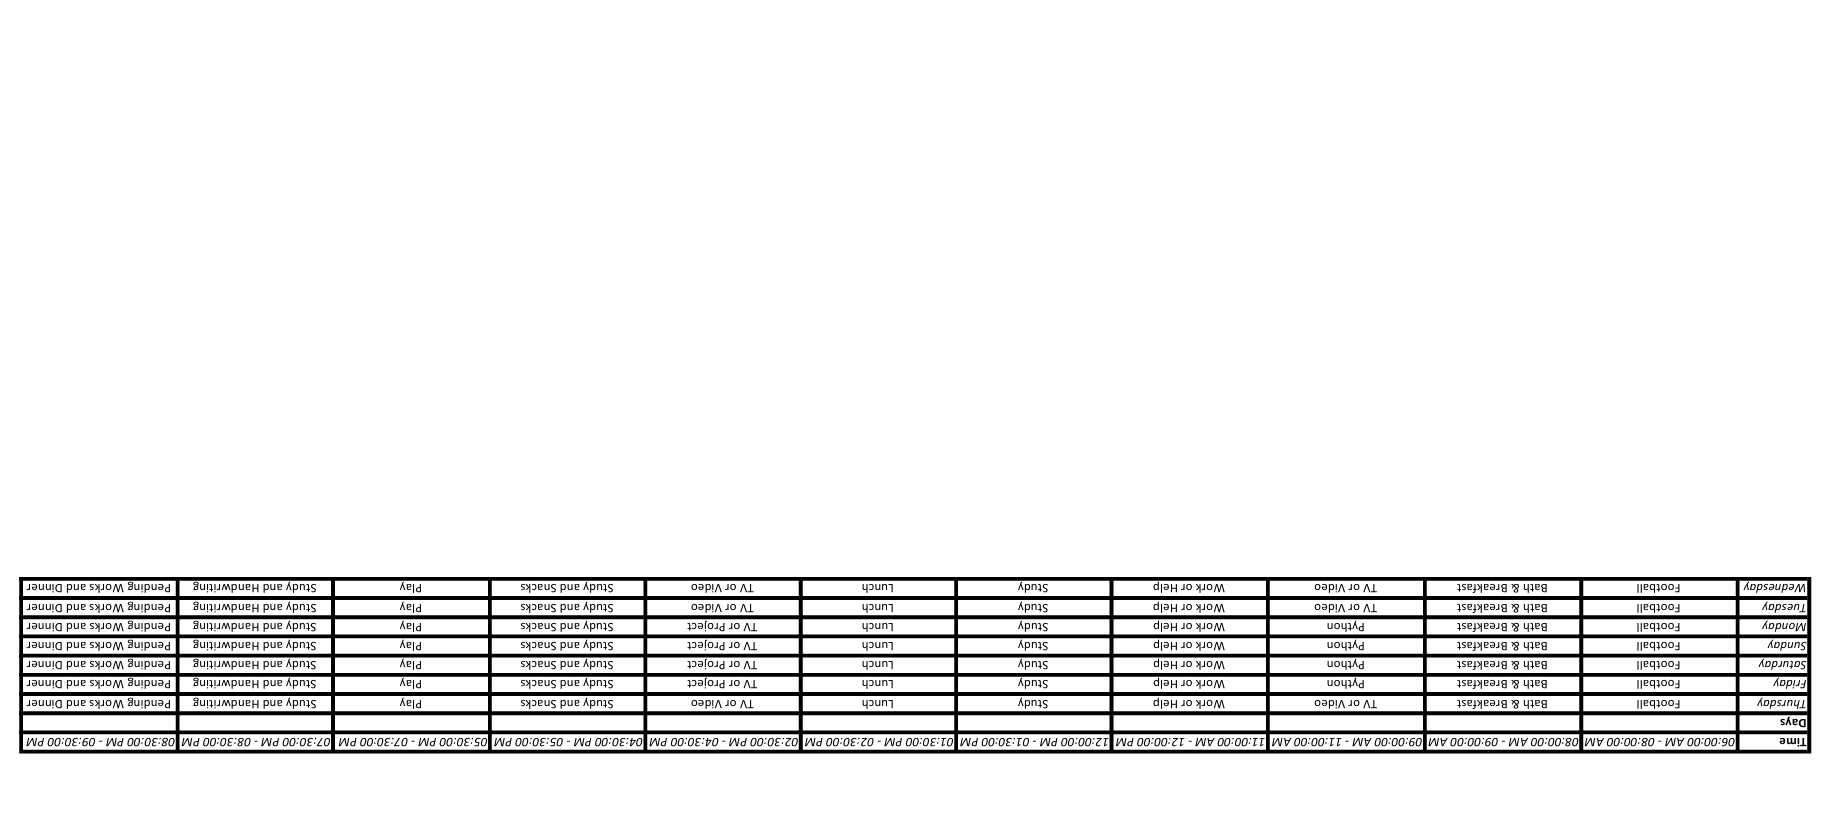 Time 06:00:00 AM - 08:00:00 AM 08:00:00 AM - 09:00:00 AM 09:00:00 AM - 11:00:00 AM 11:00:00 AM - 12:00:00 PM 12:00:00 PM - 01:30:00 PM 01:30:00 PM - 02:30:00 PM 02:30:00 PM - 04:30:00 PM 04:30:00 PM - 05:30:00 PM 05:30:00 PM - 07:30:00 PM 07:30:00 PM - 08:30:00 PM 08:30:00 PM - 09:30:00 PM
Days
Thursday Football Bath & Breakfast TV or Video Work or Help Study Lunch TV or Video Study and Snacks Play Study and Handwriting Pending Works and Dinner
Friday Football Bath & Breakfast Python Work or Help Study Lunch TV or Project Study and Snacks Play Study and Handwriting Pending Works and Dinner
Saturday Football Bath & Breakfast Python Work or Help Study Lunch TV or Project Study and Snacks Play Study and Handwriting Pending Works and Dinner
Sunday Football Bath & Breakfast Python Work or Help Study Lunch TV or Project Study and Snacks Play Study and Handwriting Pending Works and Dinner
Monday Football Bath & Breakfast Python Work or Help Study Lunch TV or Project Study and Snacks Play Study and Handwriting Pending Works and Dinner
Tuesday Football Bath & Breakfast TV or Video Work or Help Study Lunch TV or Video Study and Snacks Play Study and Handwriting Pending Works and Dinner
Wednesday Football Bath & Breakfast TV or Video Work or Help Study Lunch TV or Video Study and Snacks Play Study and Handwriting Pending Works and Dinner